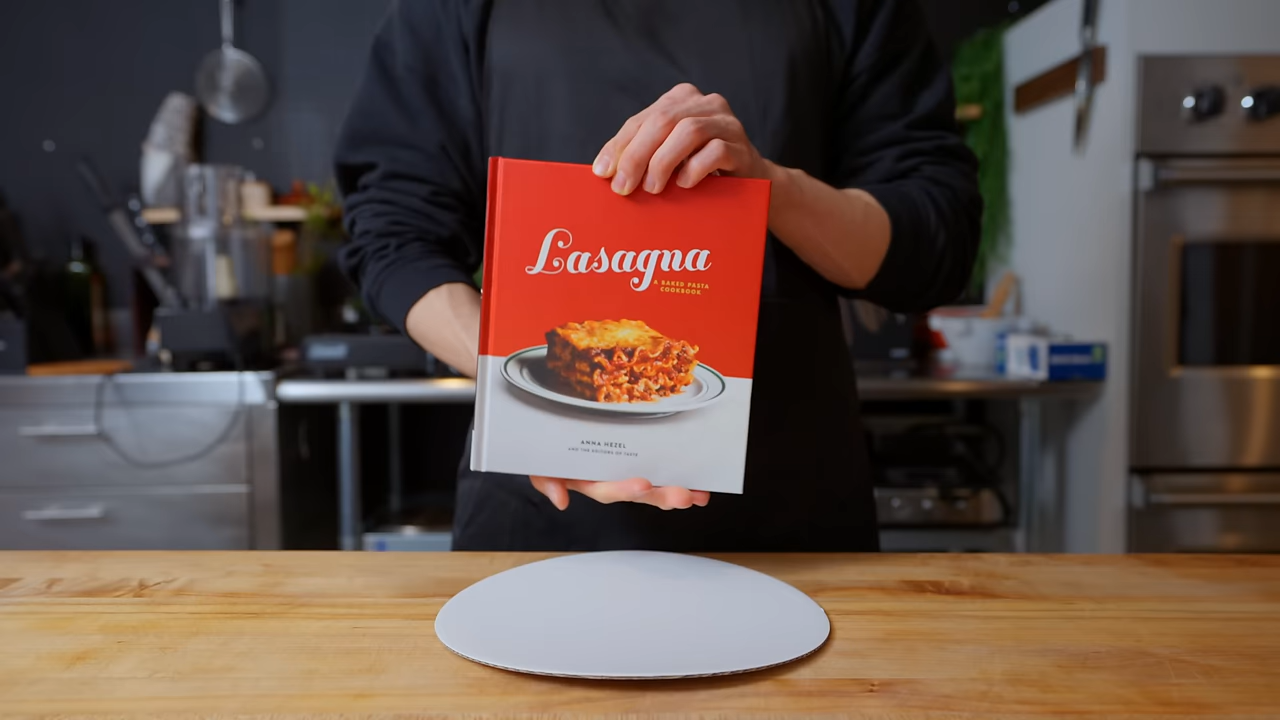 Lasagna
A BAKED PASTA
COOKBOOK
ANNA HEZEL
AND THE EDITORS OF TASTE